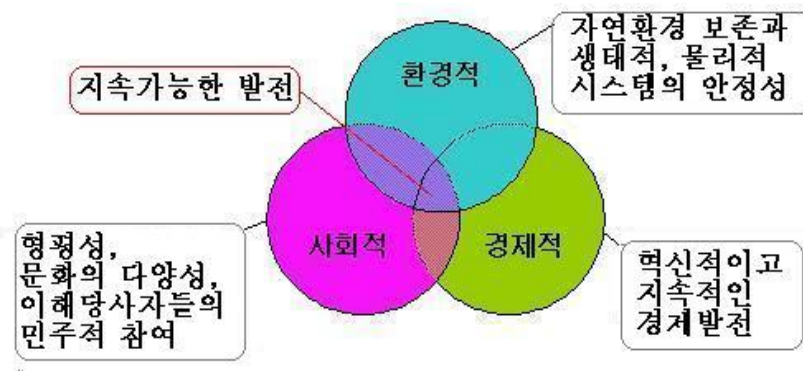 자연환경 보존과
생태적, 물리적
시스템의 안정성
환경적
지속가능한 발전
사회적
경제적
형평성,
문화의 다양성,
이해당사자들의
민주적 참여
혁신적이고
지속적인
경제발전